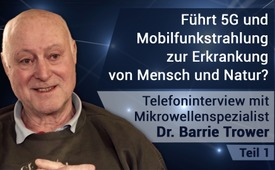 Führt 5G und
Mobilfunkstrahlung
zur Erkrankung
von Mensch und Natur?
Telefoninterview mit
Mikrowellenspezialist
Dr. Barrie Trower
Teil 1